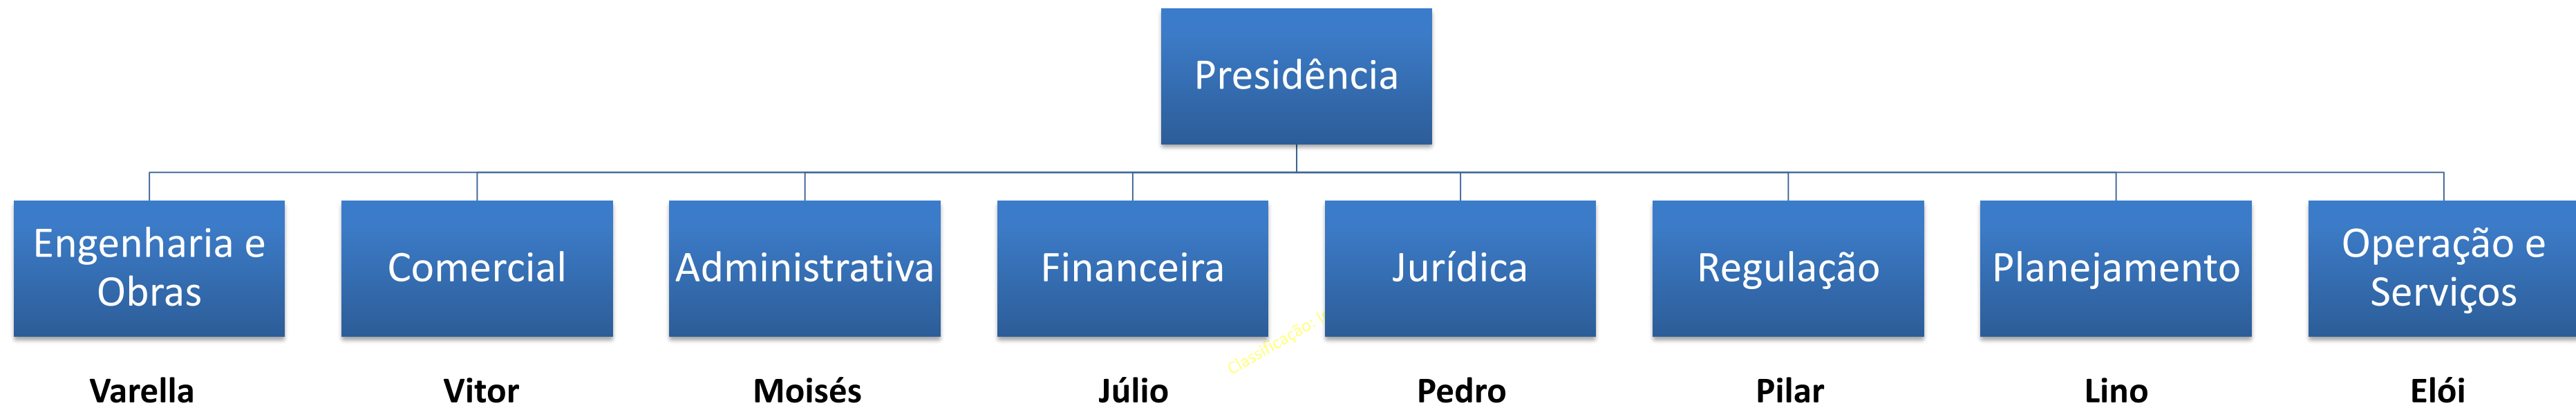 Presidência
Engenharia e
Obras
Comercial
Administrativa
Financeira
Jurídica
Regulação
Planejamento
Operação e
Serviços
Classificação:
Varella
Vitor
Moisés
Júlio
Pedro
Pilar
Lino
Elói